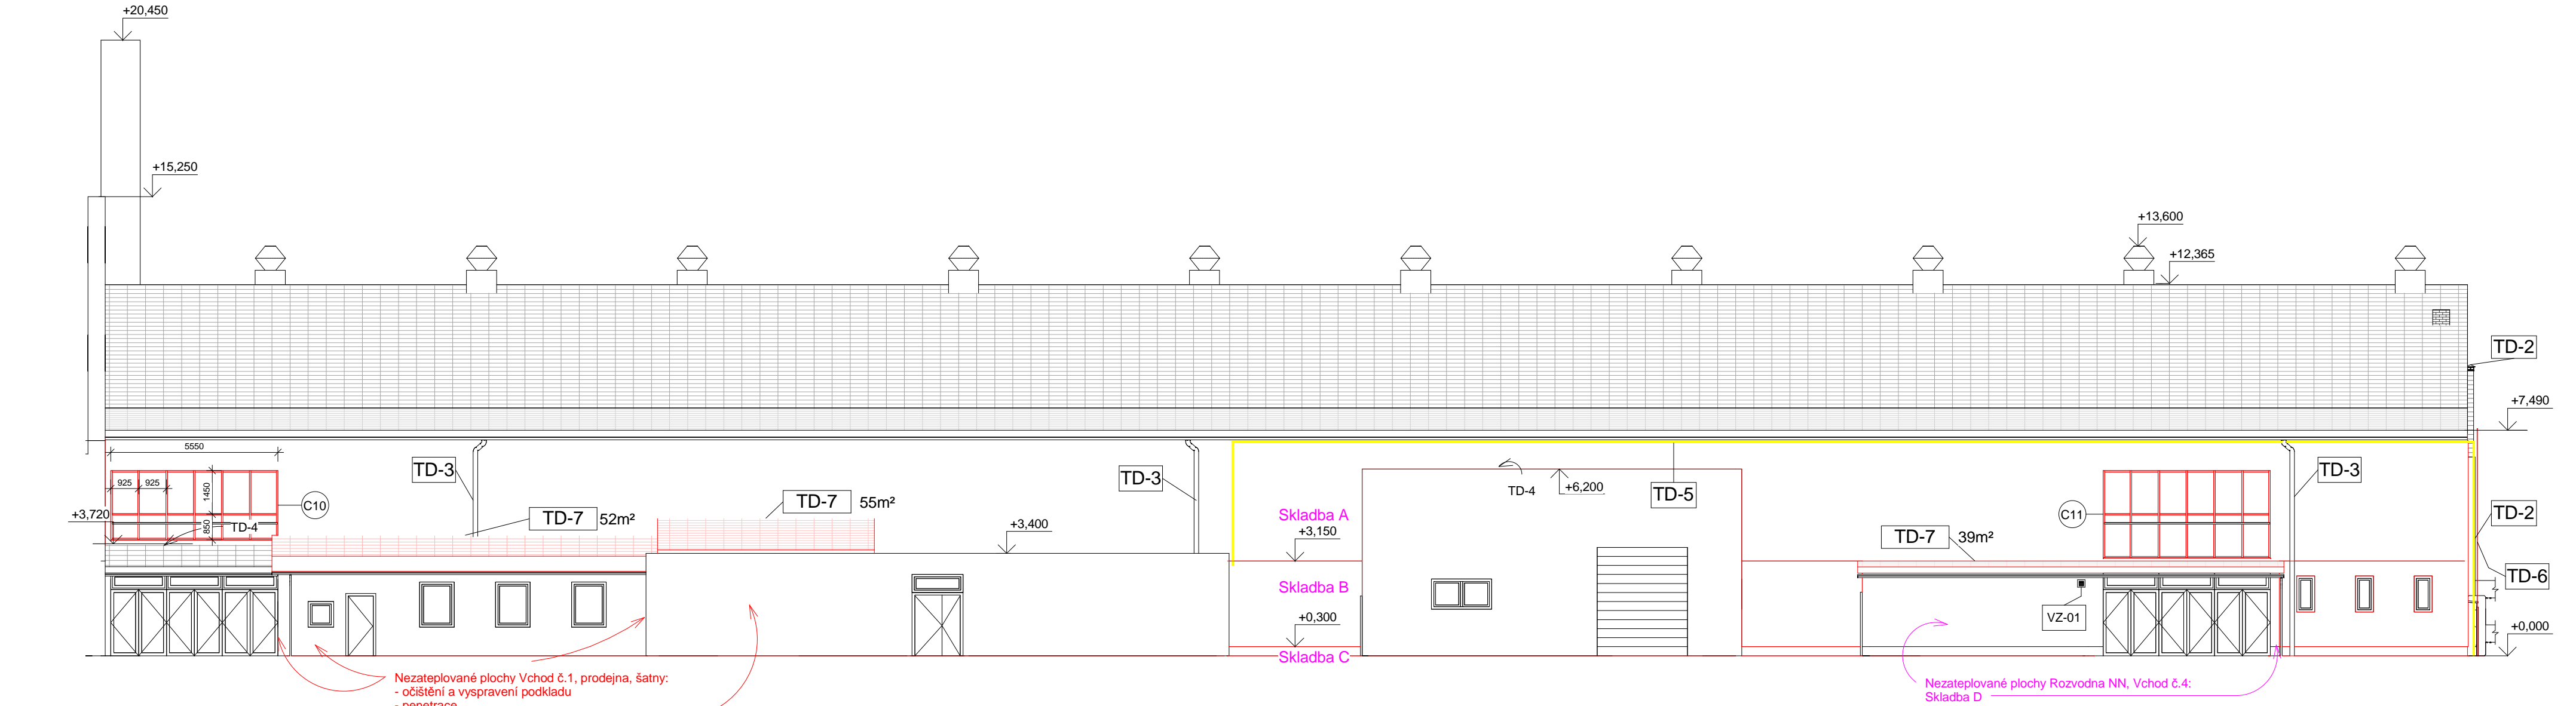 +20,450
+15,250
+13,600
+12,365
TD-2
+7,490
5550
TD-3
TD-3
TD-3
925
925
1450
850
C10
+3,720
TD-4
TD-7 52m²
TD-7 55m²
+3,400
Skladba A
+3,150
TD-4
+6,200
TD-5
C11
TD-7 39m²
TD-2
TD-6
Skladba B
+0,300
Skladba C
VZ-01
+0,000
Nezateplované plochy Vchod č.1, prodejna, šatny:
- očištění a vyspravení podkladu
- penetrace
Nezateplované plochy Rozvodna NN, Vchod č.4:
Skladba D